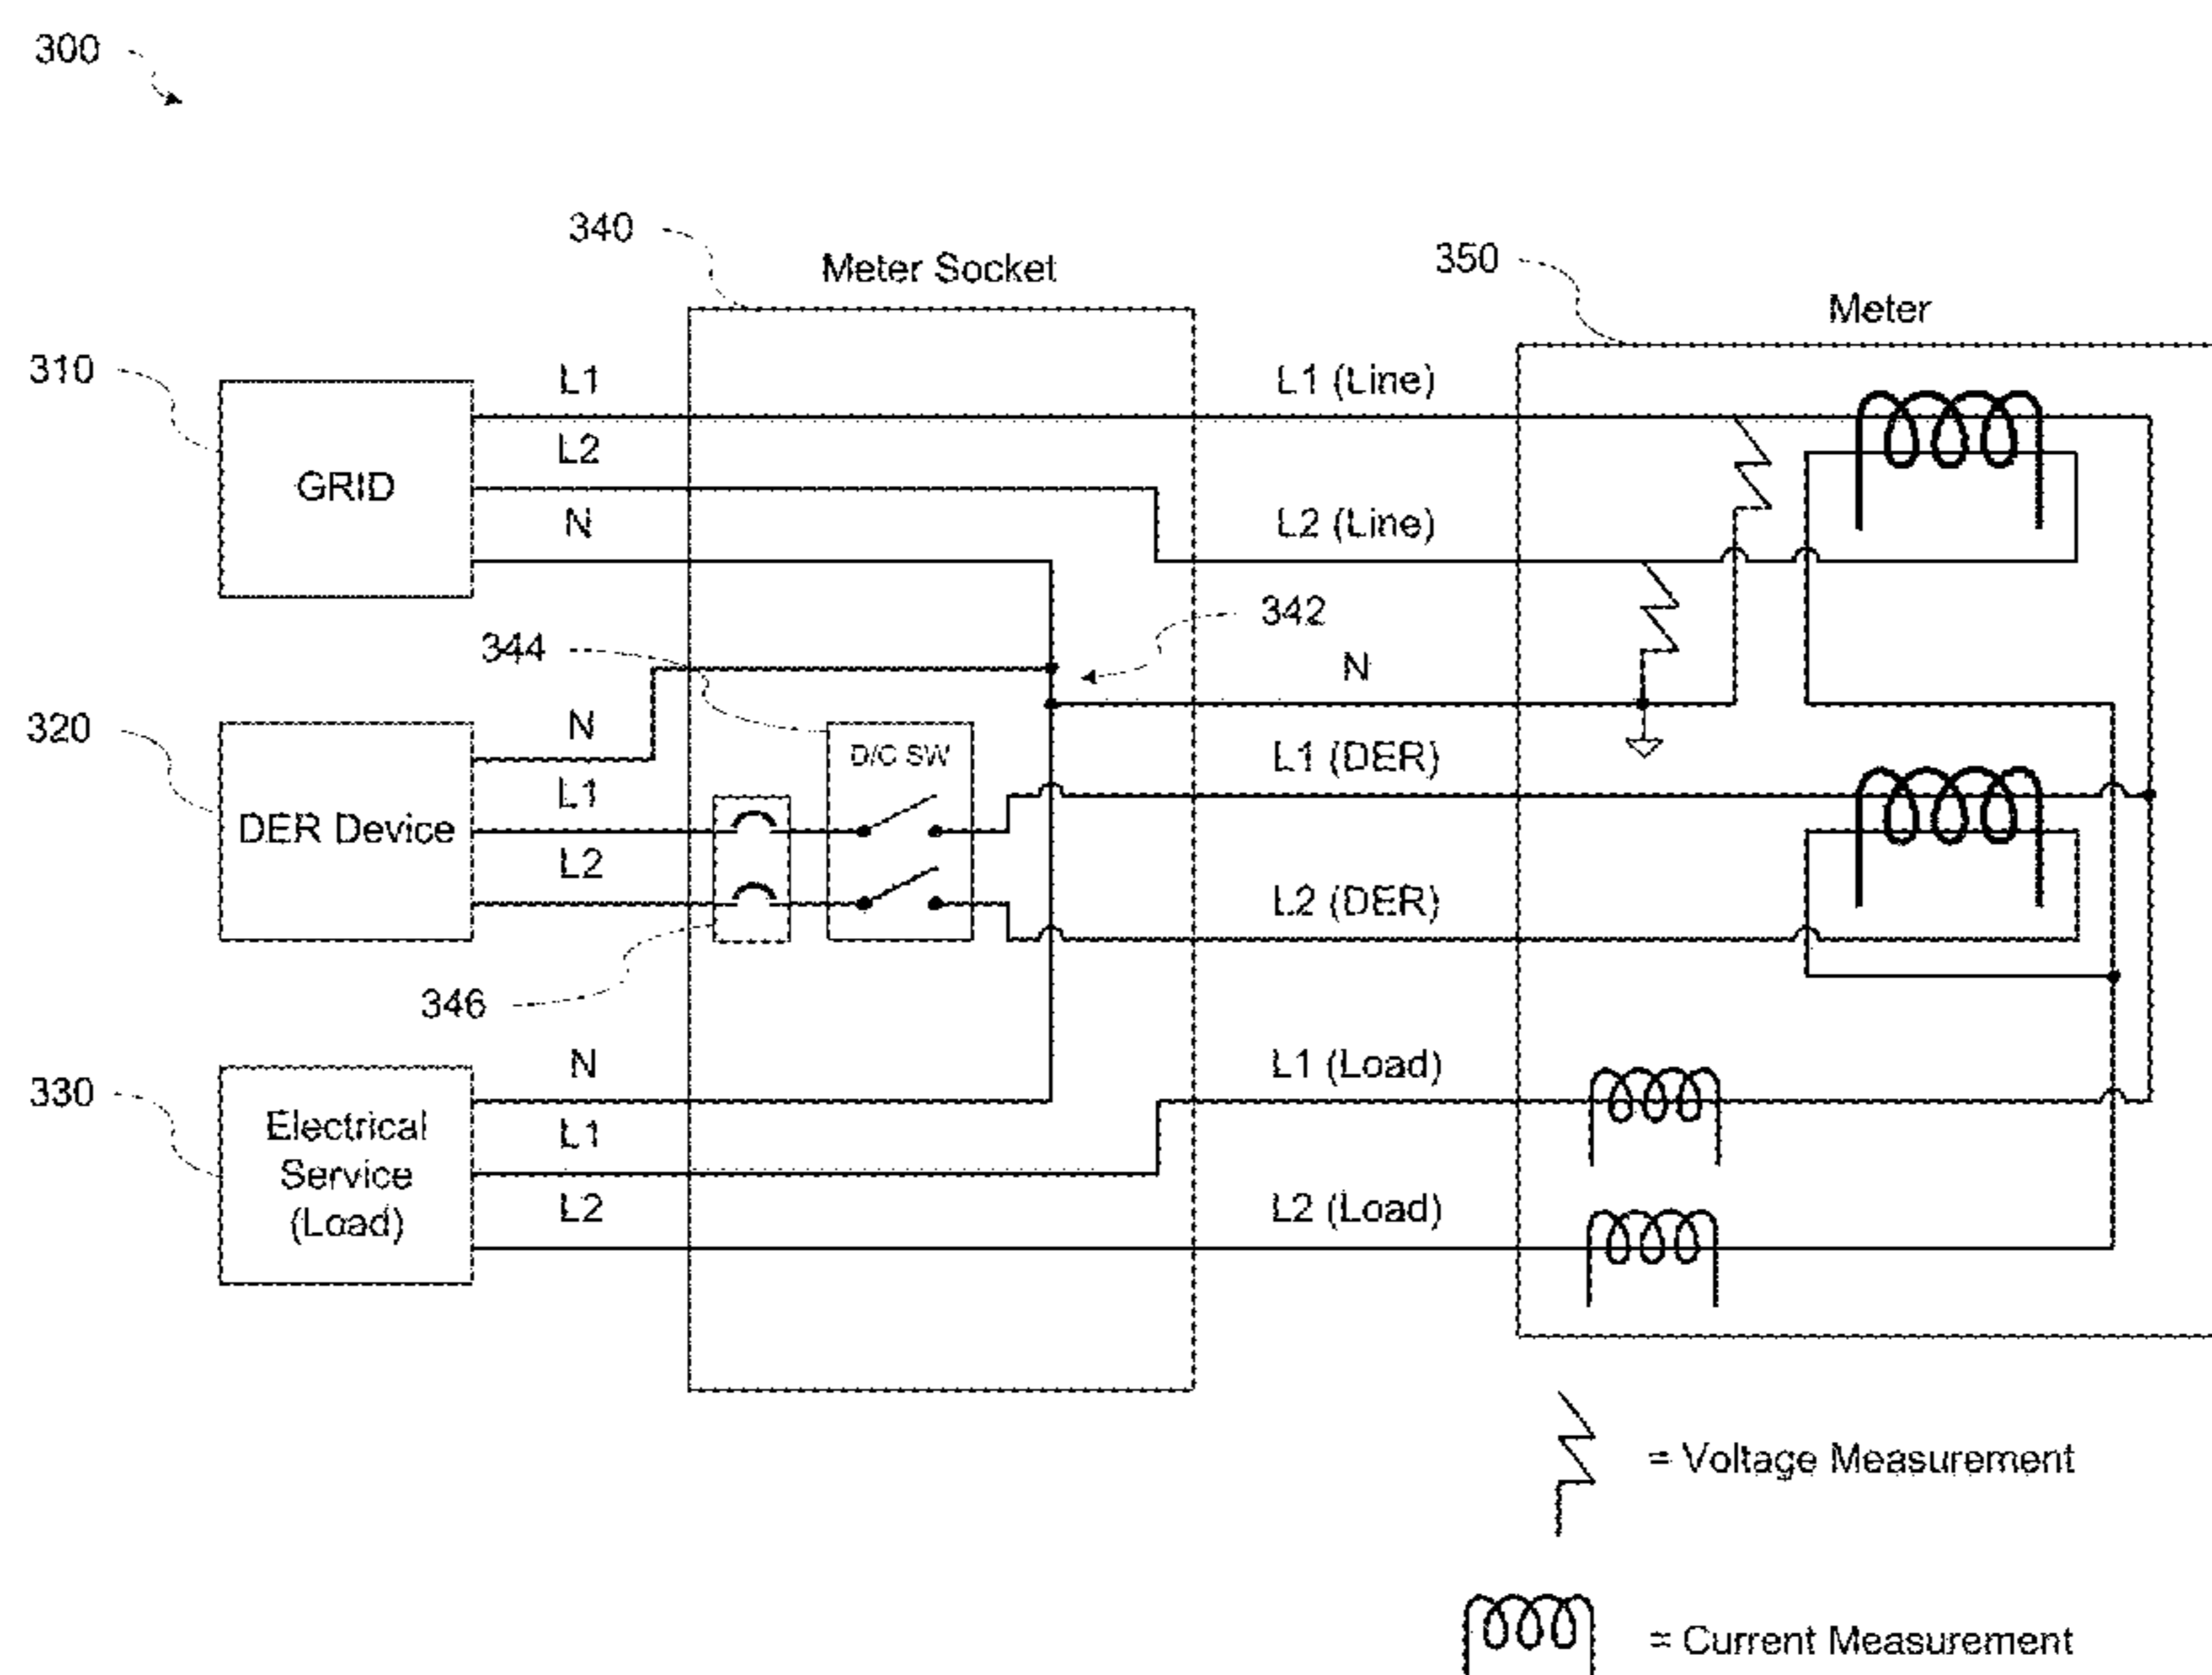 300
340
Meter Socket
350
Meter
310
L1
L1 (Line)
L2
GRID
N
L2 (Line)
342
344
N
320
N
D/C SW
L1 (DER)
L1
DER Device
L2
L2 (DER)
346
330
N
L1 (Load)
Electrical
Service
(Load)
L1
L2
L2 (Load)
= Voltage Measurement
= Current Measurement